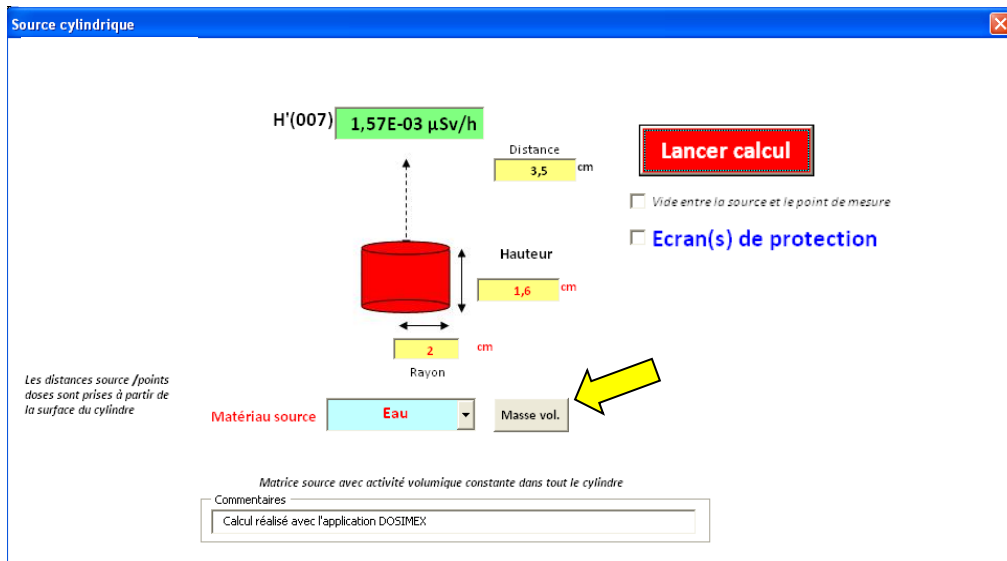 Source cylindrique
H'(007) 1,57E-03 µSv/h
Distance
3,5 cm
Lancer calcul
Vide entre la source et le point de mesure
Ecran(s) de protection
Hauteur
1,6 cm
2 cm
Rayon
Les distances source /points
doses sont prises à partir de
la surface du cylindre
Matériau source Eau Masse vol.
Matrice source avec activité volumique constante dans tout le cylindre
Commentaires
Calcul réalisé avec l'application DOSIMEX